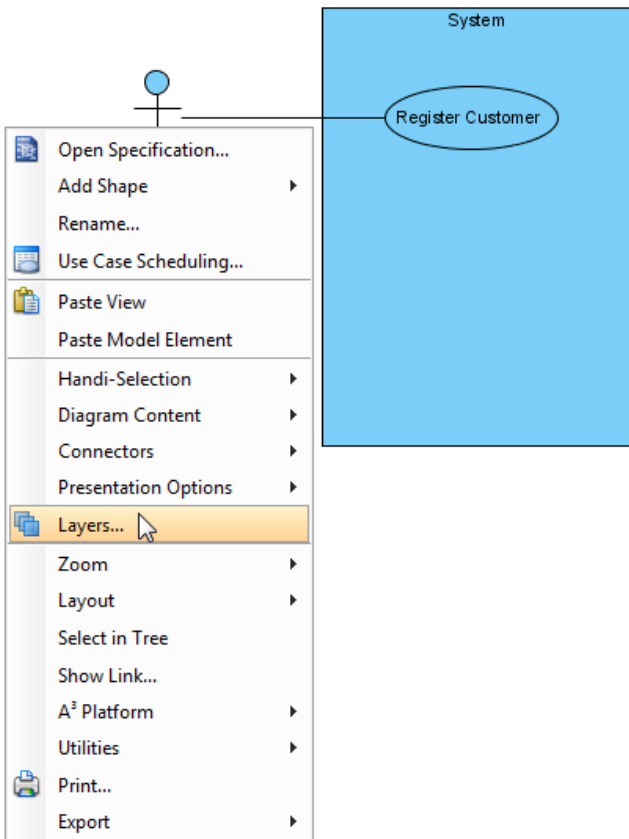 System
Register Customer
Open Specification...
Add Shape
Rename...
Use Case Scheduling...
Paste View
Paste Model Element
Handi-Selection
Diagram Content
Connectors
Presentation Options
Layers...
Zoom
Layout
Select in Tree
Show Link...
A³ Platform
Utilities
Print...
Export